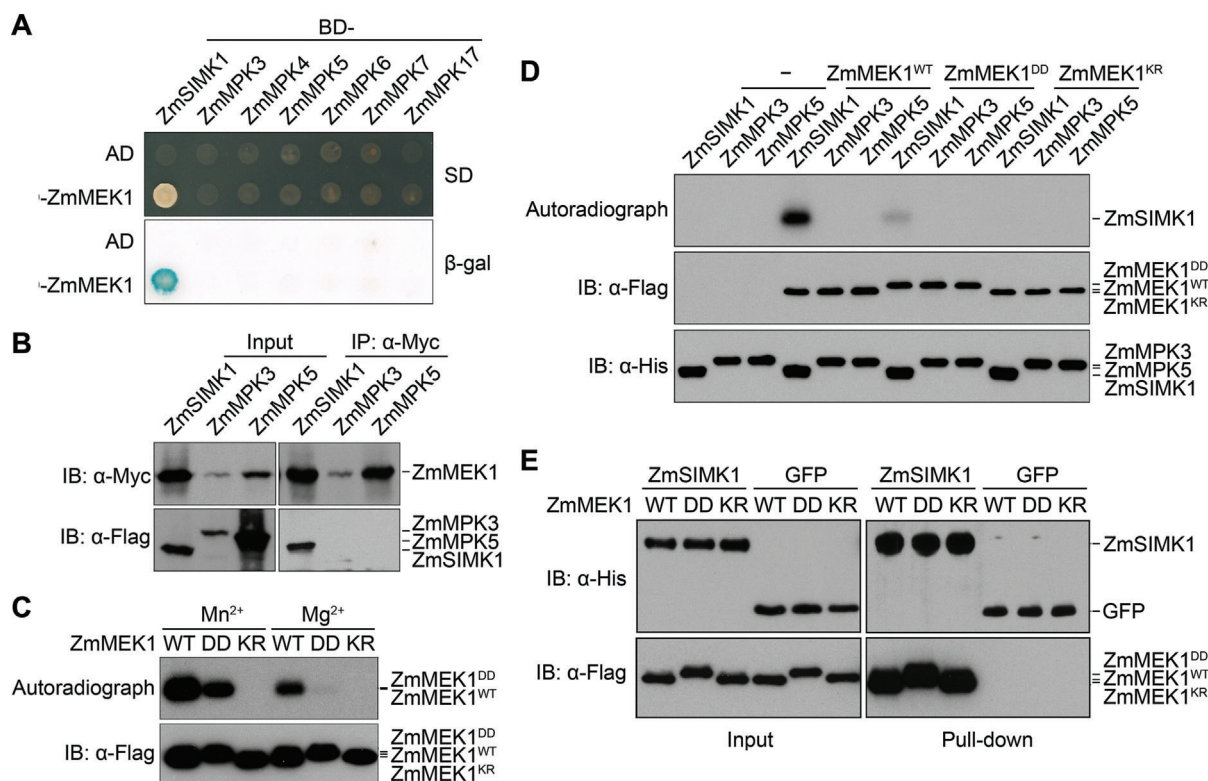 A
BD-
ZmSIMK1 ZmMPK3 ZmMPK4 ZmMPK5 ZmMPK6 ZmMPK7 ZmMPK17
AD
-ZmMEK1
SD
AD
-ZmMEK1
β-gal
B
Input IP: α-Myc
ZmSIMK1 ZmMPK3 ZmMPK5 ZmSIMK1 ZmMPK3 ZmMPK5
IB: α-Myc
ZmMEK1
IB: α-Flag
ZmMPK3
ZmMPK5
ZmSIMK1
C
Mn²⁺ Mg²⁺
ZmMEK1 WT DD KR WT DD KR
Autoradiograph
ZmMEK1ᴰᴰ
ZmMEK1ᵂᵀ
IB: α-Flag
ZmMEK1ᴰᴰ
ZmMEK1ᵂᵀ
ZmMEK1ᴷᴿ
D
– ZmMEK1ᵂᵀ ZmMEK1ᴰᴰ ZmMEK1ᴷᴿ
ZmSIMK1 ZmMPK3 ZmMPK5 ZmSIMK1 ZmMPK3 ZmMPK5 ZmSIMK1 ZmMPK3 ZmMPK5 ZmSIMK1 ZmMPK3 ZmMPK5
Autoradiograph
ZmSIMK1
IB: α-Flag
ZmMEK1ᴰᴰ
ZmMEK1ᵂᵀ
ZmMEK1ᴷᴿ
IB: α-His
ZmMPK3
ZmMPK5
ZmSIMK1
E
ZmSIMK1 GFP ZmSIMK1 GFP
ZmMEK1 WT DD KR WT DD KR WT DD KR WT DD KR
IB: α-His
ZmSIMK1
GFP
IB: α-Flag
ZmMEK1ᴰᴰ
ZmMEK1ᵂᵀ
ZmMEK1ᴷᴿ
Input Pull-down